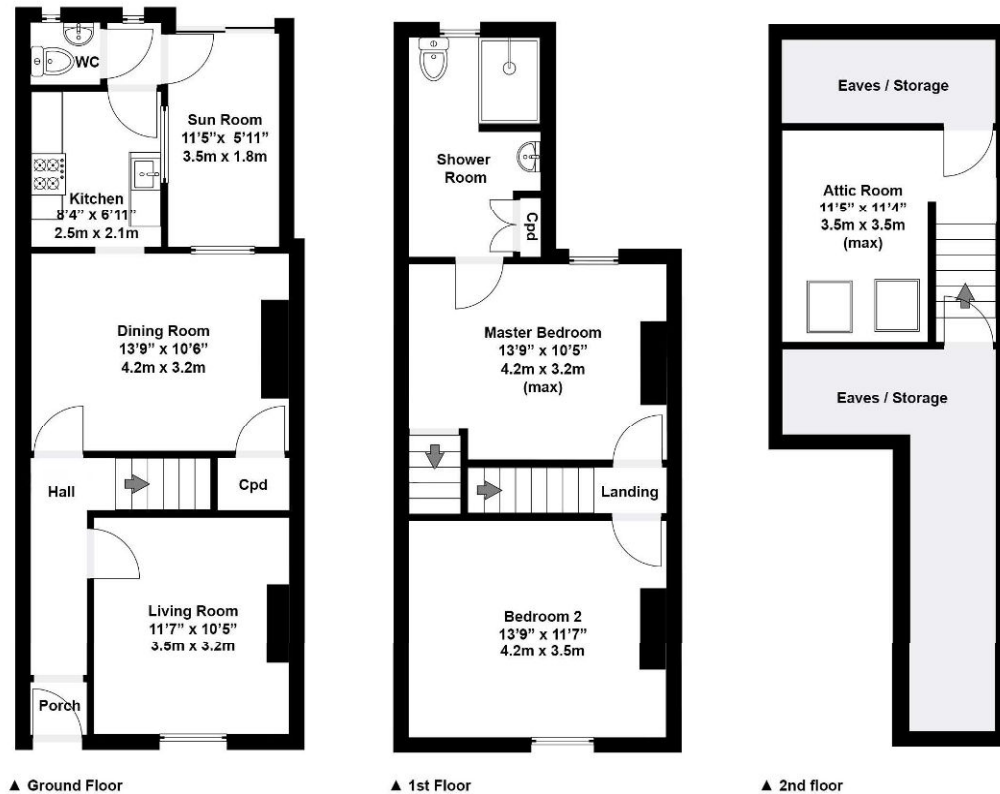 WC
Sun Room
11'5”x 5'11”
3.5m x 1.8m
Kitchen
8'4” x 6'11”
2.5m x 2.1m
Dining Room
13'9” x 10'6”
4.2m x 3.2m
Hall
Cpd
Living Room
11'7” x 10'5”
3.5m x 3.2m
Porch
▲ Ground Floor
Shower
Room
Cpd
Master Bedroom
13'9” x 10'5”
4.2m x 3.2m
(max)
Landing
Bedroom 2
13'9” x 11'7”
4.2m x 3.5m
▲ 1st Floor
Eaves / Storage
Attic Room
11'5” x 11'4”
3.5m x 3.5m
(max)
Eaves / Storage
▲ 2nd floor